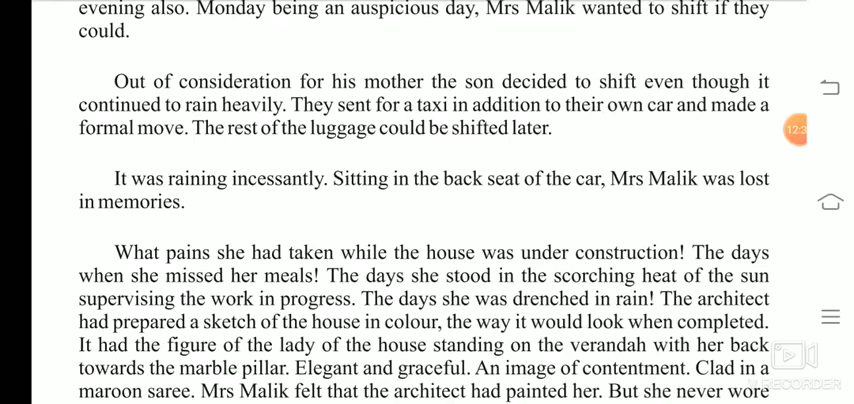 evening also. Monday being an auspicious day, Mrs Malik wanted to shift if they
could.
Out of consideration for his mother the son decided to shift even though it
continued to rain heavily. They sent for a taxi in addition to their own car and made a
formal move. The rest of the luggage could be shifted later.
It was raining incessantly. Sitting in the back seat of the car, Mrs Malik was lost
in memories.
What pains she had taken while the house was under construction! The days
when she missed her meals! The days she stood in the scorching heat of the sun
supervising the work in progress. The days she was drenched in rain! The architect
had prepared a sketch of the house in colour, the way it would look when completed.
It had the figure of the lady of the house standing on the verandah with her back
towards the marble pillar. Elegant and graceful. An image of contentment. Clad in a
maroon saree. Mrs Malik felt that the architect had painted her. But she never wore
12:3